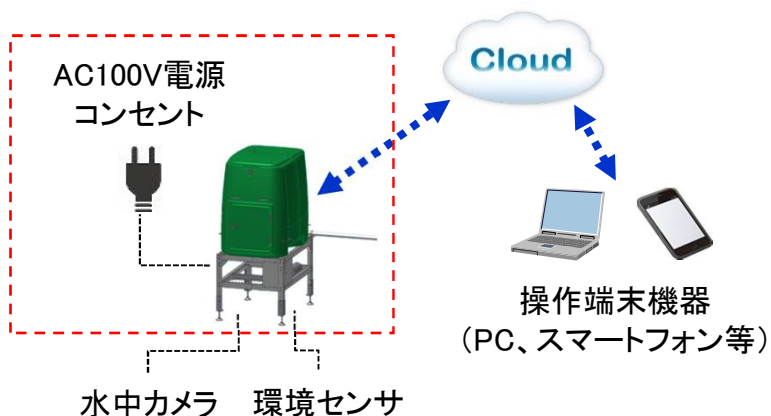 AC100V電源
コンセント
Cloud
操作端末機器
（PC、スマートフォン等）
水中カメラ 環境センサ